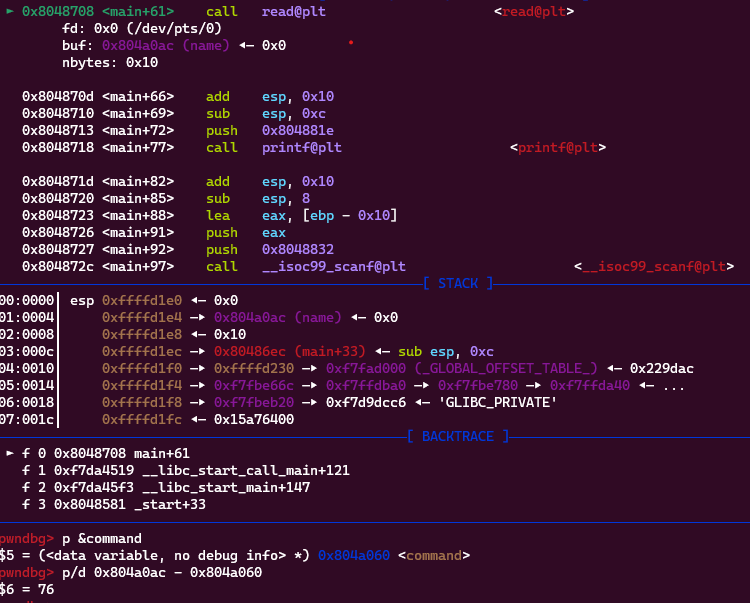 ► 0x8048708 <main+61> call read@plt <read@plt>
fd: 0x0 (/dev/pts/0)
buf: 0x804a0ac (name) ◂— 0x0
nbytes: 0x10
0x804870d <main+66> add esp, 0x10
0x8048710 <main+69> sub esp, 0xc
0x8048713 <main+72> push 0x804881e
0x8048718 <main+77> call printf@plt <printf@plt>
0x804871d <main+82> add esp, 0x10
0x8048720 <main+85> sub esp, 8
0x8048723 <main+88> lea eax, [ebp - 0x10]
0x8048726 <main+91> push eax
0x8048727 <main+92> push 0x8048832
0x804872c <main+97> call __isoc99_scanf@plt <__isoc99_scanf@plt>
[ STACK ]
00:0000│ esp 0xffffd1e0 ◂— 0x0
01:0004│ 0xffffd1e4 —▸ 0x804a0ac (name) ◂— 0x0
02:0008│ 0xffffd1e8 ◂— 0x10
03:000c│ 0xffffd1ec —▸ 0x80486ec (main+33) ◂— sub esp, 0xc
04:0010│ 0xffffd1f0 —▸ 0xffffd230 —▸ 0xf7fad000 (_GLOBAL_OFFSET_TABLE_) ◂— 0x229dac
05:0014│ 0xffffd1f4 —▸ 0xf7fbe66c —▸ 0xf7ffdba0 —▸ 0xf7fbe780 —▸ 0xf7ffda40 ◂— ...
06:0018│ 0xffffd1f8 —▸ 0xf7fbeb20 —▸ 0xf7d9dcc6 ◂— 'GLIBC_PRIVATE'
07:001c│ 0xffffd1fc ◂— 0x15a76400
[ BACKTRACE ]
► f 0 0x8048708 main+61
f 1 0xf7da4519 __libc_start_call_main+121
f 2 0xf7da45f3 __libc_start_main+147
f 3 0x8048581 _start+33
pwndbg> p &command
$5 = (<data variable, no debug info> *) 0x804a060 <command>
pwndbg> p/d 0x804a0ac - 0x804a060
$6 = 76